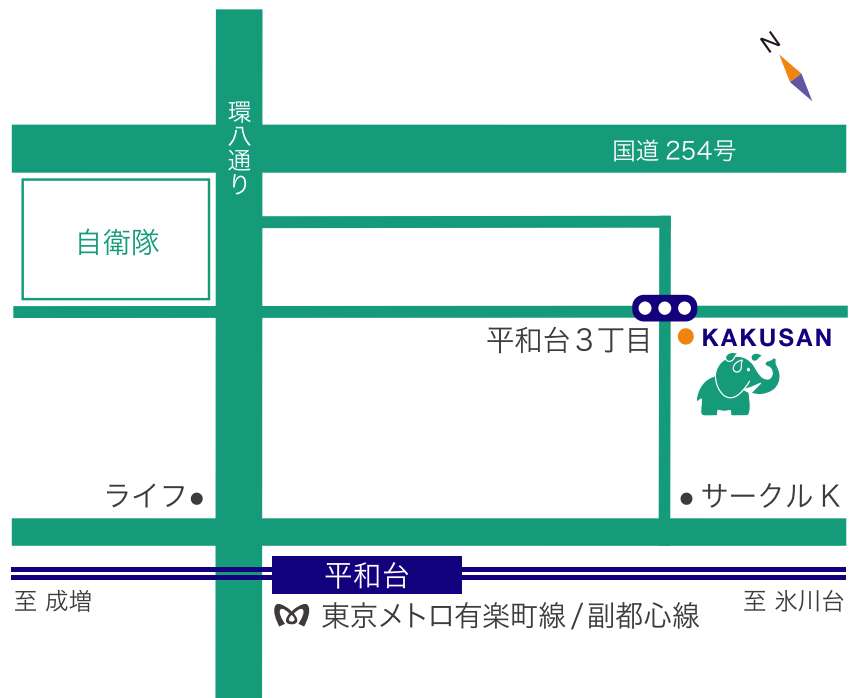 N
環八通り
国道254号
自衛隊
平和台3丁目
KAKUSAN
ライフ
サークルK
平和台
至 成増
至 氷川台
東京メトロ有楽町線/副都心線